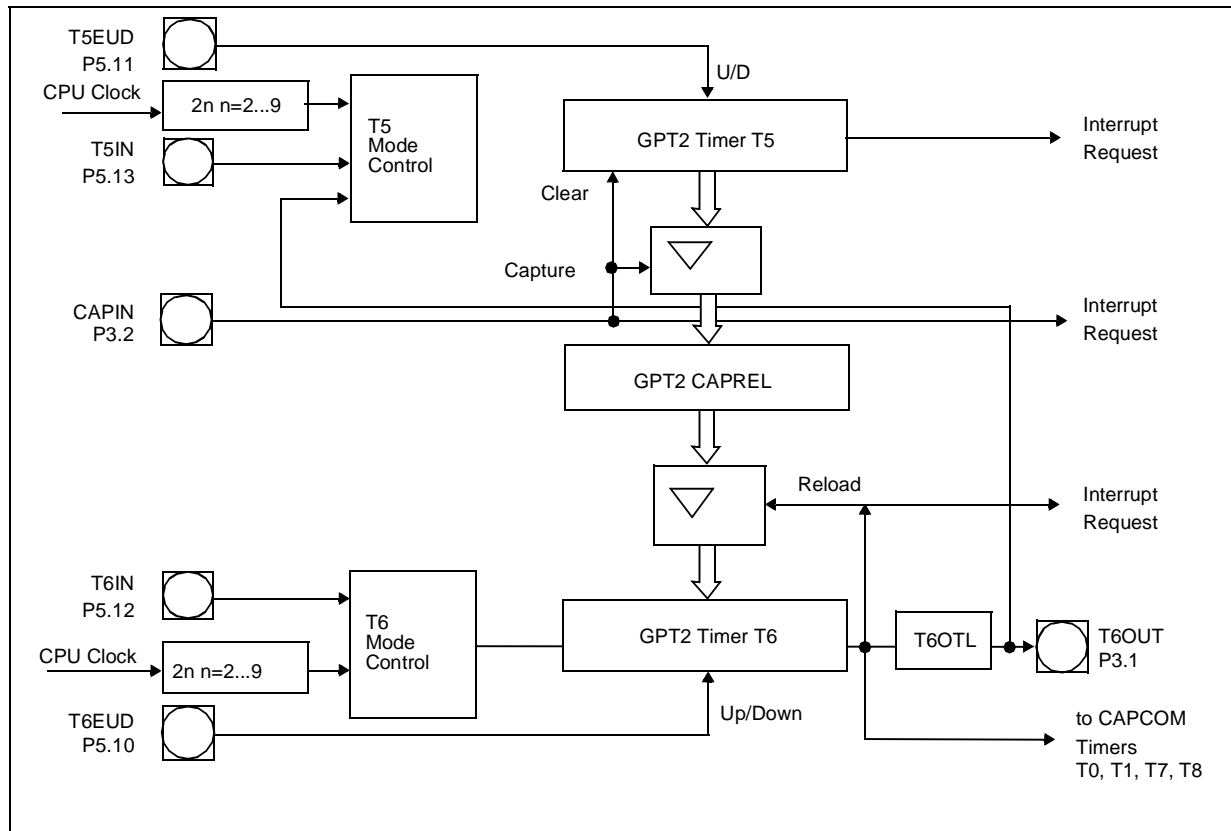 T5EUD
P5.11
U/D
CPU Clock
2n n=2...9
T5
Mode
Control
GPT2 Timer T5
Interrupt
Request
T5IN
P5.13
Clear
Capture
CAPIN
P3.2
Interrupt
Request
GPT2 CAPREL
Reload
Interrupt
Request
T6IN
P5.12
T6
Mode
Control
GPT2 Timer T6
T6OTL
T6OUT
P3.1
CPU Clock
2n n=2...9
T6EUD
P5.10
Up/Down
to CAPCOM
Timers
T0, T1, T7, T8